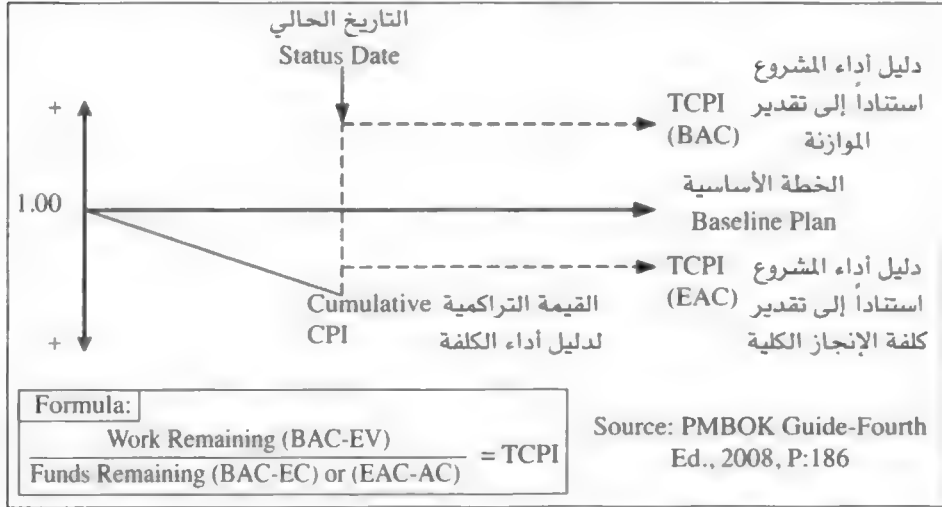 التاريخ الحالي
Status Date
دليل أداء المشروع
استناداً إلى تقدير
الموازنة
TCPI
(BAC)
+
1.00
الخطة الأساسية
Baseline Plan
دليل أداء المشروع
استناداً إلى تقدير
كلفة الإنجاز الكلية
TCPI
(EAC)
القيمة التراكمية
لدليل أداء الكلفة
Cumulative
CPI
+
Formula:
Work Remaining (BAC-EV)
Funds Remaining (BAC-EC) or (EAC-AC)
= TCPI
Source: PMBOK Guide-Fourth
Ed., 2008, P:186